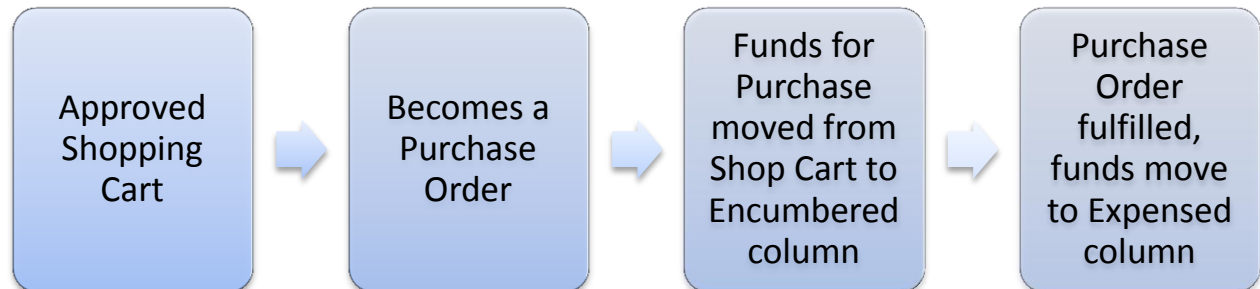 Approved
Shopping
Cart
Becomes a
Purchase
Order
Funds for
Purchase
moved from
Shop Cart to
Encumbered
column
Purchase
Order
fulfilled,
funds move
to Expensed
column